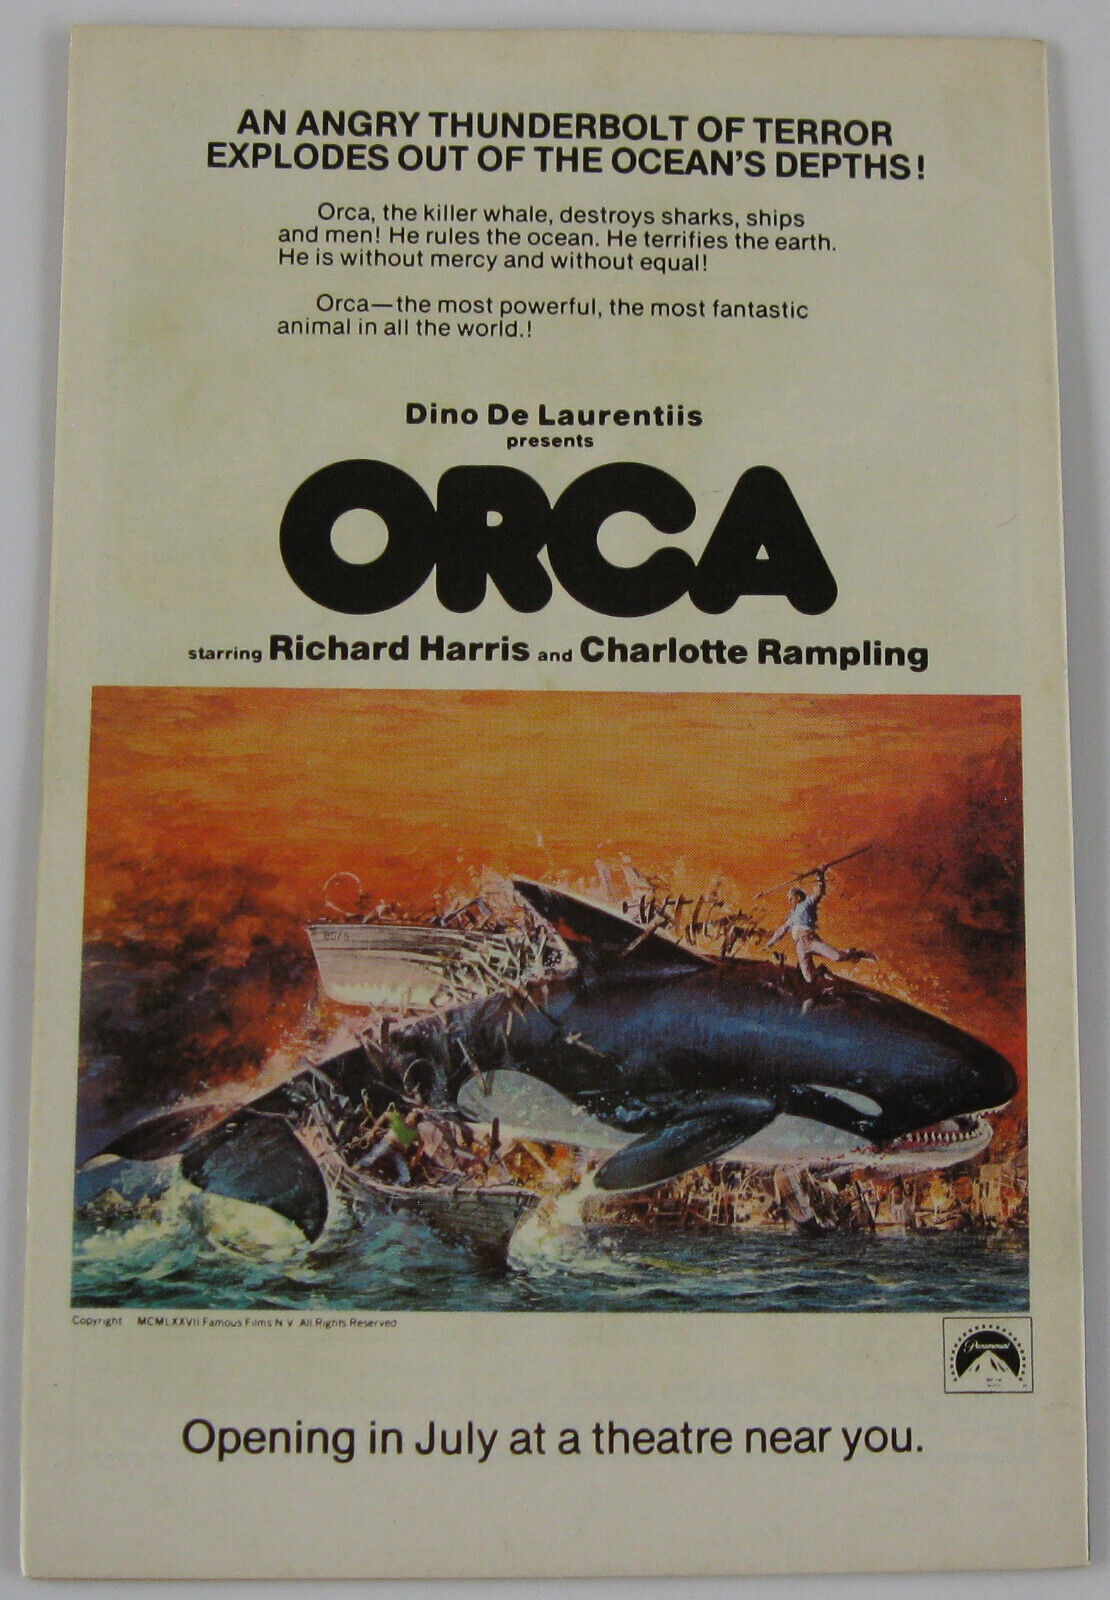 AN ANGRY THUNDERBOLT OF TERROR
EXPLODES OUT OF THE OCEAN'S DEPTHS!
Orca, the killer whale, destroys sharks, ships
and men! He rules the ocean. He terrifies the earth.
He is without mercy and without equal!
Orca—the most powerful, the most fantastic
animal in all the world.!
Dino De Laurentiis
presents
ORCA
starring Richard Harris and Charlotte Rampling
Copyright MCMLXXVII Famous Films N V All Rights Reserved
Paramount
Opening in July at a theatre near you.